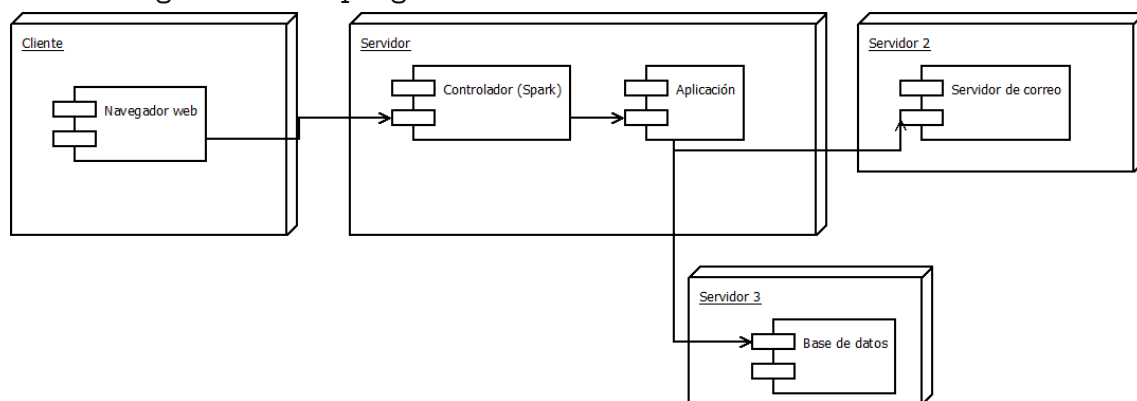 Cliente
Navegador web
Servidor
Controlador (Spark)
Aplicación
Servidor 2
Servidor de correo
Servidor 3
Base de datos